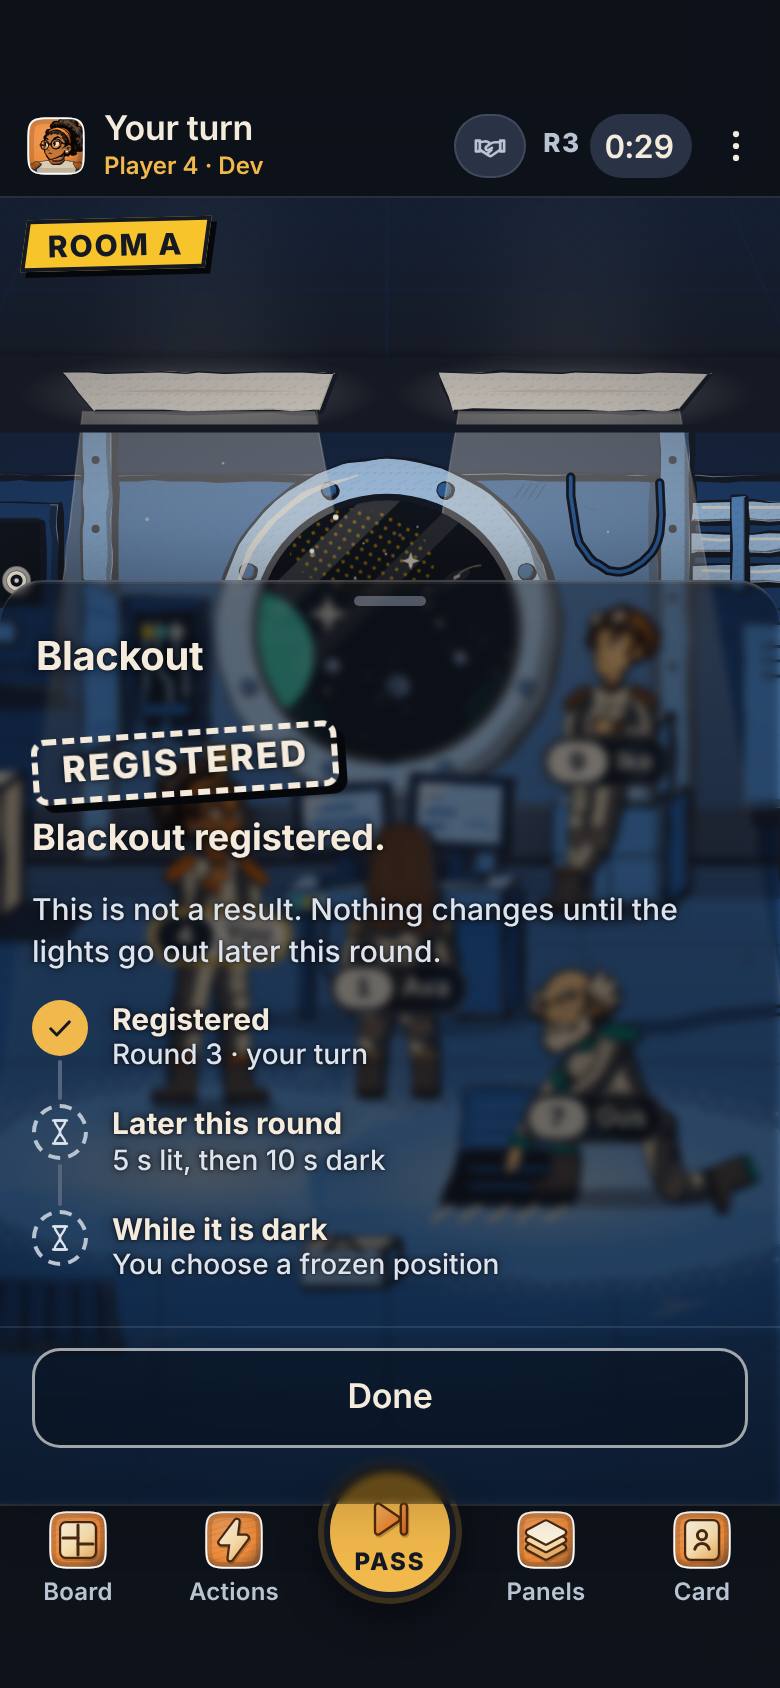 Your turn
Player 4 · Dev
R3
0:29
ROOM A
Blackout
REGISTERED
Blackout registered.
This is not a result. Nothing changes until the
lights go out later this round.
Registered
Round 3 · your turn
Later this round
5 s lit, then 10 s dark
While it is dark
You choose a frozen position
Done
PASS
Board
Actions
Panels
Card